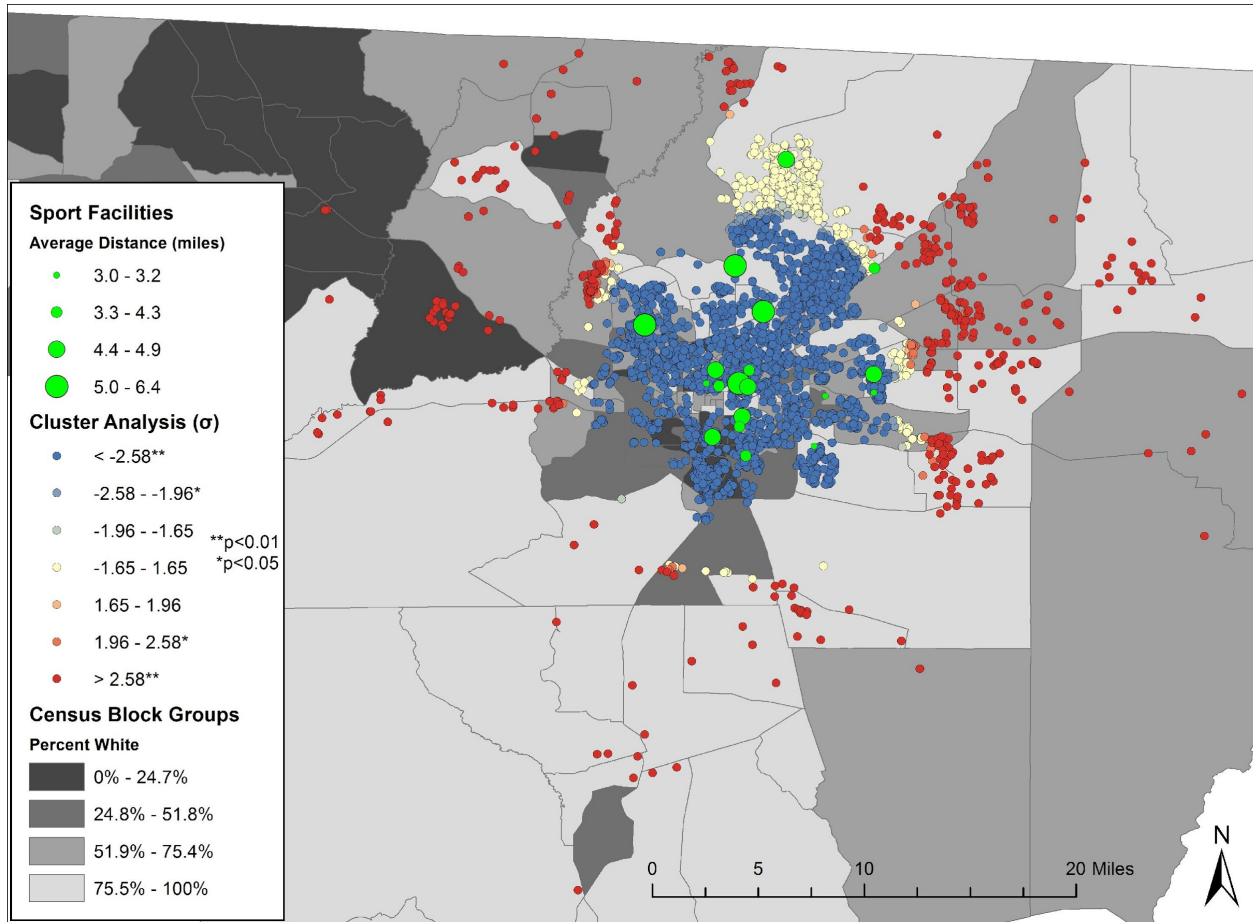 Sport Facilities
Average Distance (miles)
3.0 - 3.2
3.3 - 4.3
4.4 - 4.9
5.0 - 6.4
Cluster Analysis (σ)
< -2.58**
-2.58 - -1.96*
-1.96 - -1.65
-1.65 - 1.65
1.65 - 1.96
1.96 - 2.58*
> 2.58**
**p<0.01
*p<0.05
Census Block Groups
Percent White
0% - 24.7%
24.8% - 51.8%
51.9% - 75.4%
75.5% - 100%
0 5 10 20 Miles
N